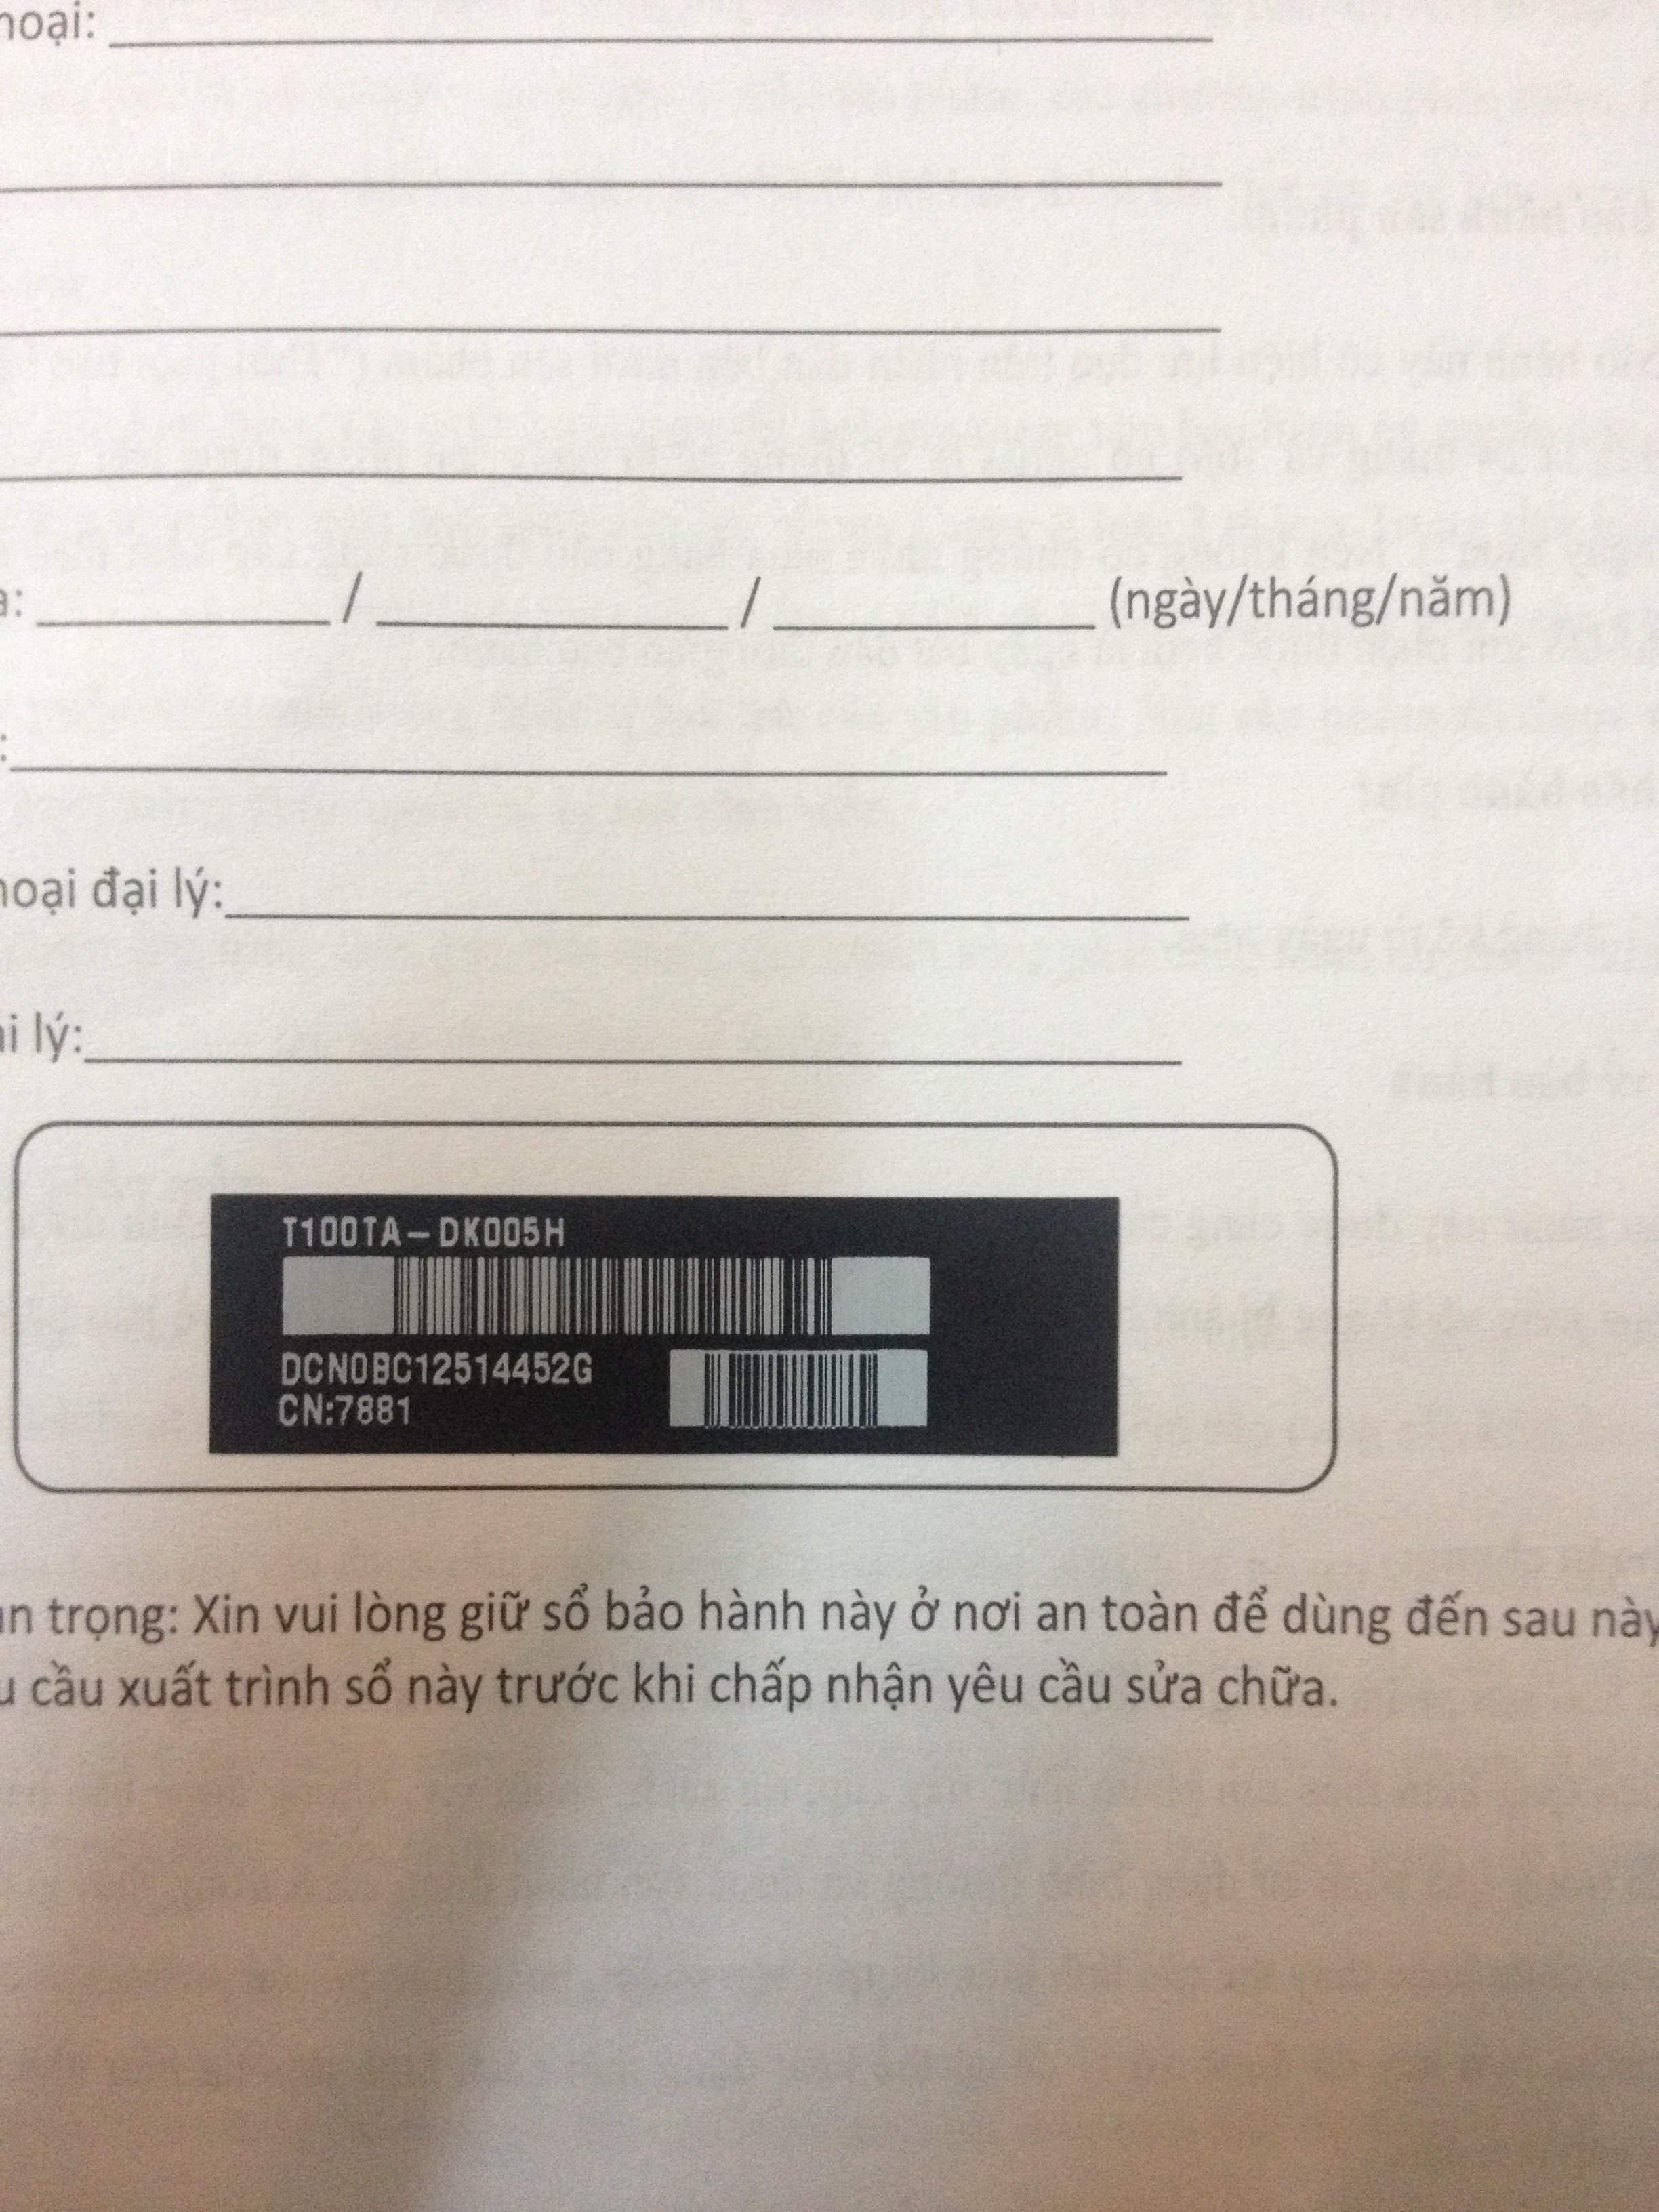 hoại:
/ / (ngày/tháng/năm)
:
hoại đại lý:
lý:
T100TA-DK005H
DCN0BC12514452G
CN:7881
trọng: Xin vui lòng giữ sổ bảo hành này ở nơi an toàn để dùng đến sau này
cầu xuất trình sổ này trước khi chấp nhận yêu cầu sửa chữa.